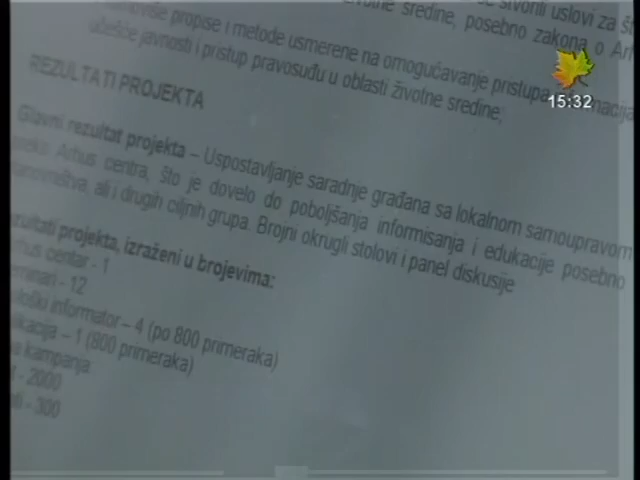 stvorili uslovi za
propise i metode usmerene na omogućavanje pristupa
životne sredine, posebno zakona o
učešće javnosti i pristup pravosuđu u oblasti životne sredine;
15:32
REZULTATI PROJEKTA
Glavni rezultat projekta – Uspostavljanje saradnje građana sa lokalnom samoupravom
Arhus centra, što je dovelo do poboljšanja informisanja i edukacije posebno
ali i drugih ciljnih grupa. Brojni okrugli stolovi i panel diskusije
projekta, izraženi u brojevima:
centar - 1
- 12
informator – 4 (po 800 primeraka)
– 1 (800 primeraka)
kampanja
- 2000
- 300